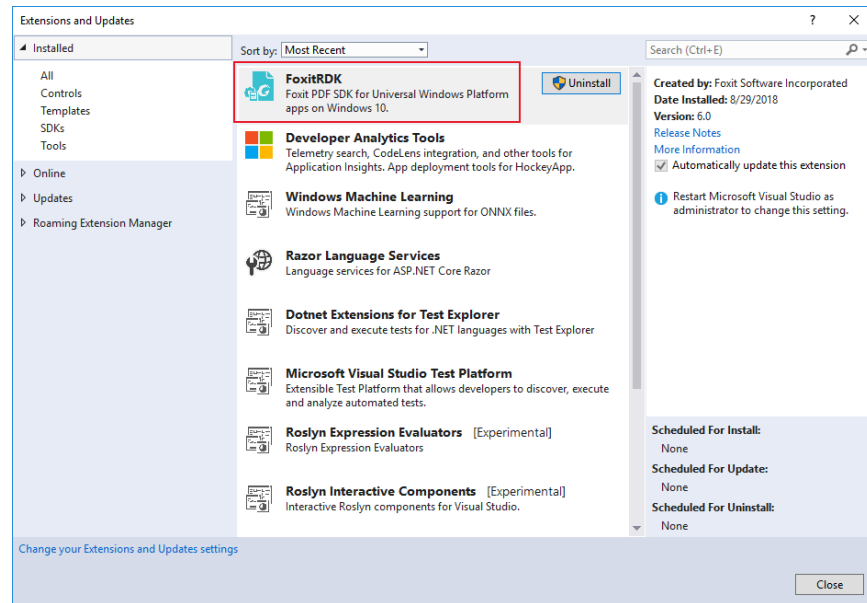 Extensions and Updates
Installed
All
Controls
Templates
SDKs
Tools
Online
Updates
Roaming Extension Manager
Sort by: Most Recent
FoxitRDK
Foxit PDF SDK for Universal Windows Platform
apps on Windows 10.
Uninstall
Developer Analytics Tools
Telemetry search, CodeLens integration, and other tools for
Application Insights. App deployment tools for HockeyApp.
Windows Machine Learning
Windows Machine Learning support for ONNX files.
Razor Language Services
Language services for ASP.NET Core Razor
Dotnet Extensions for Test Explorer
Discover and execute tests for .NET languages with Test Explorer
Microsoft Visual Studio Test Platform
Extensible Test Platform that allows developers to discover, execute
and analyze automated tests.
Roslyn Expression Evaluators [Experimental]
Roslyn Expression Evaluators
Roslyn Interactive Components [Experimental]
Interactive Roslyn components for Visual Studio.
Search (Ctrl+E)
Created by: Foxit Software Incorporated
Date Installed: 8/29/2018
Version: 6.0
Release Notes
More Information
Automatically update this extension
Restart Microsoft Visual Studio as
administrator to change this setting.
Scheduled For Install:
None
Scheduled For Update:
None
Scheduled For Uninstall:
None
Change your Extensions and Updates settings
Close